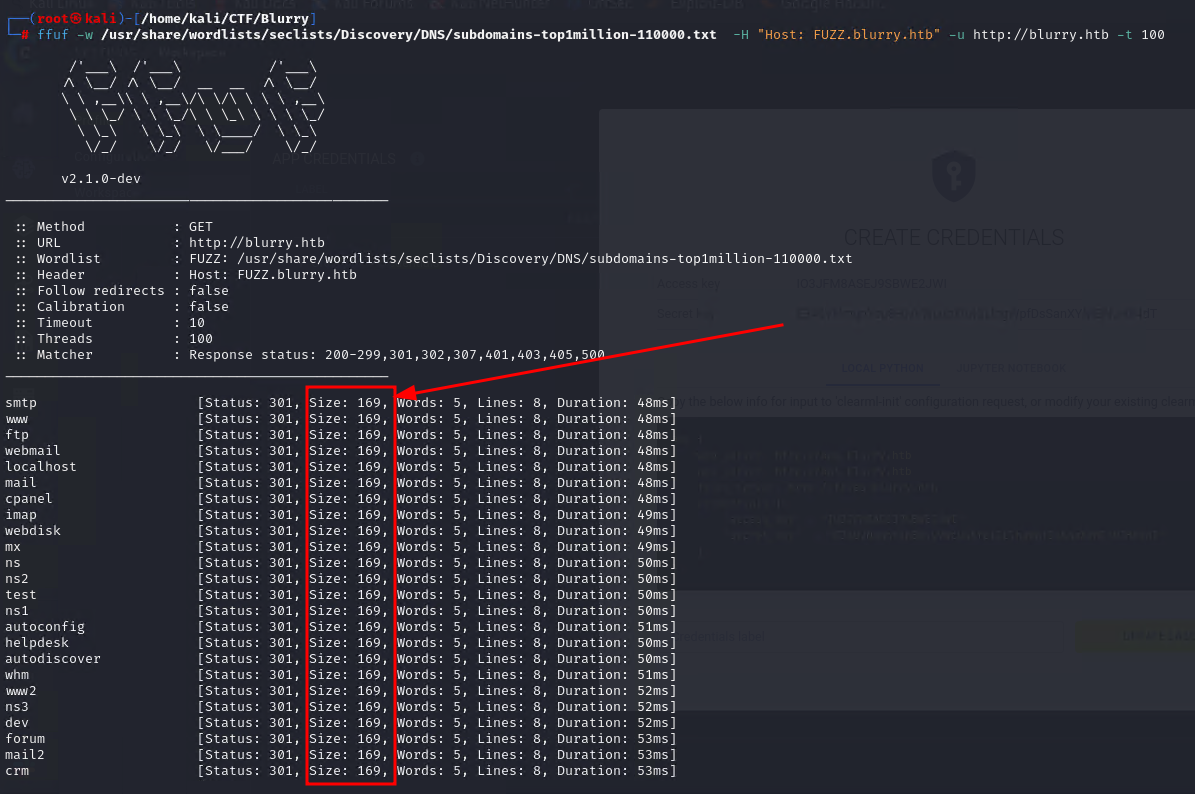 ┌──(root㉿kali)-[/home/kali/CTF/Blurry]
└─# ffuf -w /usr/share/wordlists/seclists/Discovery/DNS/subdomains-top1million-110000.txt -H "Host: FUZZ.blurry.htb" -u http://blurry.htb -t 100
v2.1.0-dev
:: Method : GET
:: URL : http://blurry.htb
:: Wordlist : FUZZ: /usr/share/wordlists/seclists/Discovery/DNS/subdomains-top1million-110000.txt
:: Header : Host: FUZZ.blurry.htb
:: Follow redirects : false
:: Calibration : false
:: Timeout : 10
:: Threads : 100
:: Matcher : Response status: 200-299,301,302,307,401,403,405,500
smtp [Status: 301, Size: 169, Words: 5, Lines: 8, Duration: 48ms]
www [Status: 301, Size: 169, Words: 5, Lines: 8, Duration: 48ms]
ftp [Status: 301, Size: 169, Words: 5, Lines: 8, Duration: 48ms]
webmail [Status: 301, Size: 169, Words: 5, Lines: 8, Duration: 48ms]
localhost [Status: 301, Size: 169, Words: 5, Lines: 8, Duration: 48ms]
mail [Status: 301, Size: 169, Words: 5, Lines: 8, Duration: 48ms]
cpanel [Status: 301, Size: 169, Words: 5, Lines: 8, Duration: 48ms]
imap [Status: 301, Size: 169, Words: 5, Lines: 8, Duration: 49ms]
webdisk [Status: 301, Size: 169, Words: 5, Lines: 8, Duration: 49ms]
mx [Status: 301, Size: 169, Words: 5, Lines: 8, Duration: 49ms]
ns [Status: 301, Size: 169, Words: 5, Lines: 8, Duration: 50ms]
ns2 [Status: 301, Size: 169, Words: 5, Lines: 8, Duration: 50ms]
test [Status: 301, Size: 169, Words: 5, Lines: 8, Duration: 50ms]
ns1 [Status: 301, Size: 169, Words: 5, Lines: 8, Duration: 50ms]
autoconfig [Status: 301, Size: 169, Words: 5, Lines: 8, Duration: 51ms]
helpdesk [Status: 301, Size: 169, Words: 5, Lines: 8, Duration: 50ms]
autodiscover [Status: 301, Size: 169, Words: 5, Lines: 8, Duration: 50ms]
whm [Status: 301, Size: 169, Words: 5, Lines: 8, Duration: 51ms]
www2 [Status: 301, Size: 169, Words: 5, Lines: 8, Duration: 52ms]
ns3 [Status: 301, Size: 169, Words: 5, Lines: 8, Duration: 52ms]
dev [Status: 301, Size: 169, Words: 5, Lines: 8, Duration: 52ms]
forum [Status: 301, Size: 169, Words: 5, Lines: 8, Duration: 53ms]
mail2 [Status: 301, Size: 169, Words: 5, Lines: 8, Duration: 53ms]
crm [Status: 301, Size: 169, Words: 5, Lines: 8, Duration: 53ms]
APP CREDENTIALS
CREATE CREDENTIALS
Access key
Secret key
LOCAL PYTHON
JUPYTER NOTEBOOK